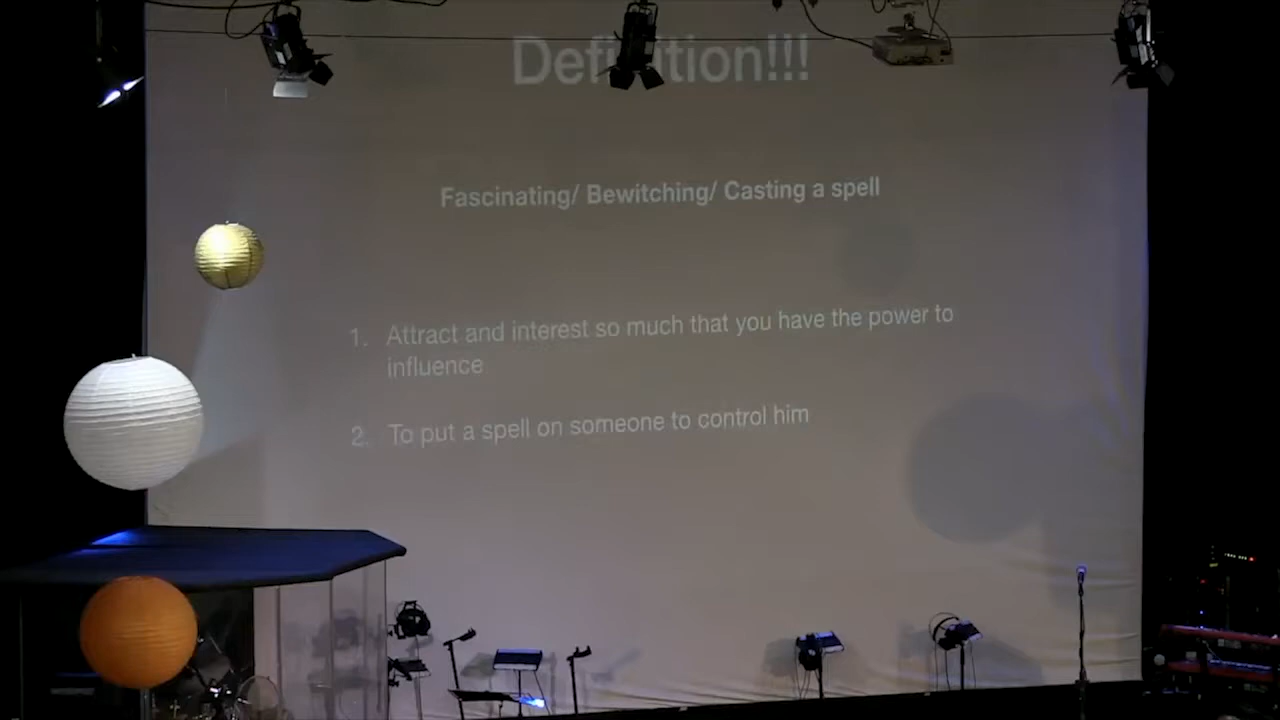 Definition!!!
Fascinating/ Bewitching/ Casting a spell
1. Attract and interest so much that you have the power to
influence
2. To put a spell on someone to control him